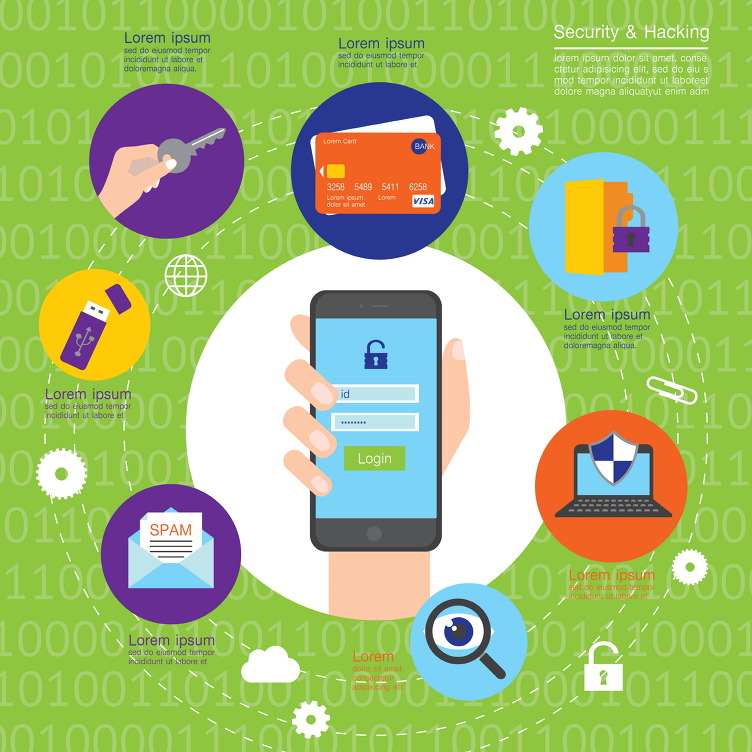 Security & Hacking
lorem ipsum dolor sit amet, conse
ctetur adipisicing elit, sed do eiusm s
mod tempor incididunt ut labore et dolore
magna aliquatyut enim adm
Lorem ipsum
sed do eiusmod tempor
incididunt ut labore et
doloremagna aliqua.
Lorem ipsum
sed do eiusmod tempor
incididunt ut labore et
Lorem Card
BANK
3258 5489 5411 6258
Lorem ipsum
dolor si amet
Lorem
VISA
Lorem ipsum
sed do eiusmod tempor
incididunt ut labore et
doloremagna aliqua.
Lorem ipsum
sed do eiusmod tempor
incididunt ut labore et
id
••••••••
Login
SPAM
Lorem ipsum
sed do eiusmod tempor
incididunt ut labore et
Lorem ipsum
sed do eiusmod tempor
incididunt ut labore et
Lorem
dolor sit amet
consectetur
adipisicing elit